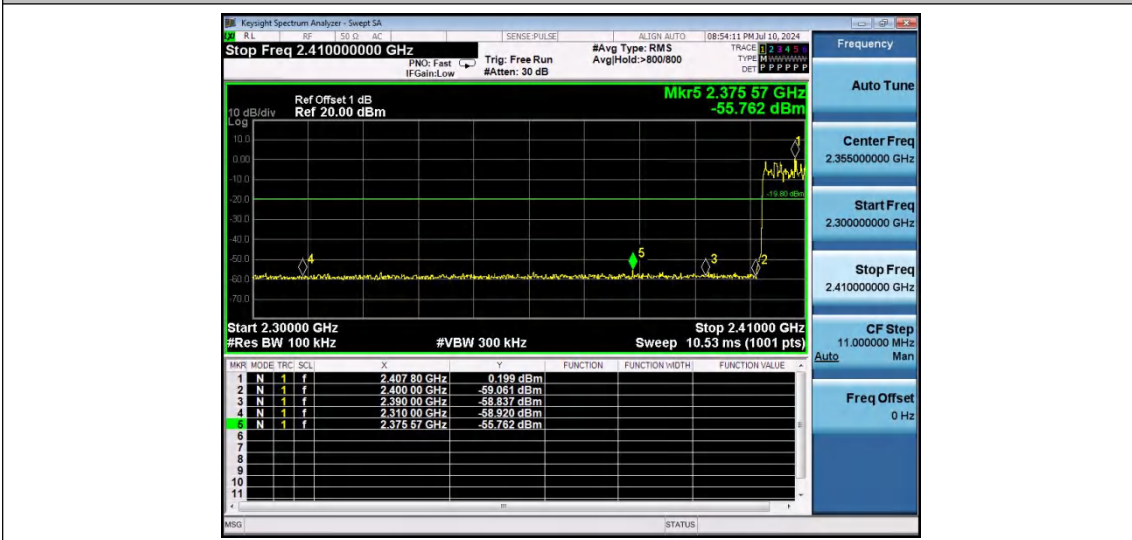 Keysight Spectrum Analyzer - Swept SA
LXI RL RF 50 Ω AC SENSE:PULSE ALIGN AUTO 08:54:11 PM Jul 10, 2024
Stop Freq 2.410000000 GHz
PNO: Fast
IFGain:Low
Trig: Free Run
#Atten: 30 dB
#Avg Type: RMS
Avg|Hold:>800/800
TRACE 1 2 3 4 5 6
TYPE M WWWWW
DET P P P P P P
Mkr5 2.375 57 GHz
-55.762 dBm
Ref Offset 1 dB
10 dB/div Ref 20.00 dBm
Log
10.0
0.00
-10.0
-20.0
-30.0
-40.0
-50.0
-60.0
-70.0
-19.80 dBm
1
4
5
3
2
Start 2.30000 GHz Stop 2.41000 GHz
#Res BW 100 kHz #VBW 300 kHz Sweep 10.53 ms (1001 pts)
MKR MODE TRC SCL X Y FUNCTION FUNCTION WIDTH FUNCTION VALUE
1 N 1 f 2.407 80 GHz 0.199 dBm
2 N 1 f 2.400 00 GHz -59.061 dBm
3 N 1 f 2.390 00 GHz -58.837 dBm
4 N 1 f 2.310 00 GHz -58.920 dBm
5 N 1 f 2.375 57 GHz -55.762 dBm
6
7
8
9
10
11
MSG STATUS
Frequency
Auto Tune
Center Freq
2.355000000 GHz
Start Freq
2.300000000 GHz
Stop Freq
2.410000000 GHz
CF Step
11.000000 MHz
Auto Man
Freq Offset
0 Hz